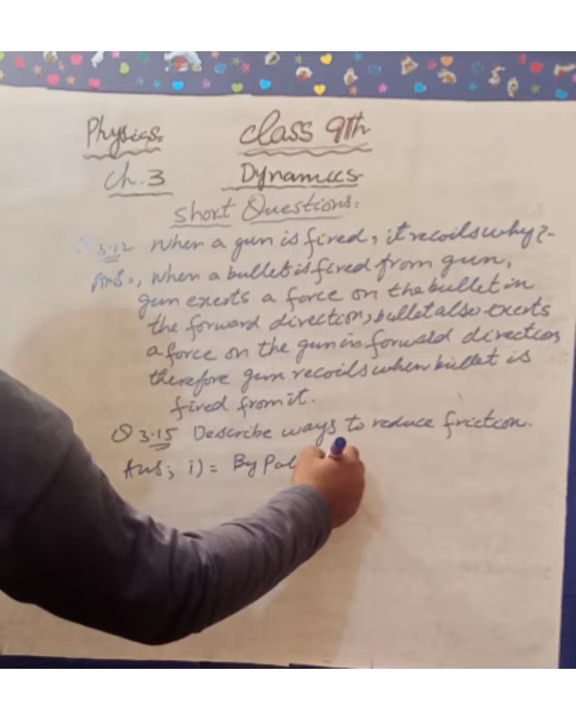 Physics. Class 9th
Ch.3 Dynamics
Short Questions:
3.12 When a gun is fired, it recoils why?
Ans:, When a bullet is fired from gun,
gun exerts a force on the bullet in
the forward direction, bullet also exerts
a force on the gun in forward direction
therefore gun recoils when bullet is
fired from it.
Q 3.15 Describe ways to reduce friction.
Ans; i) = By Pol